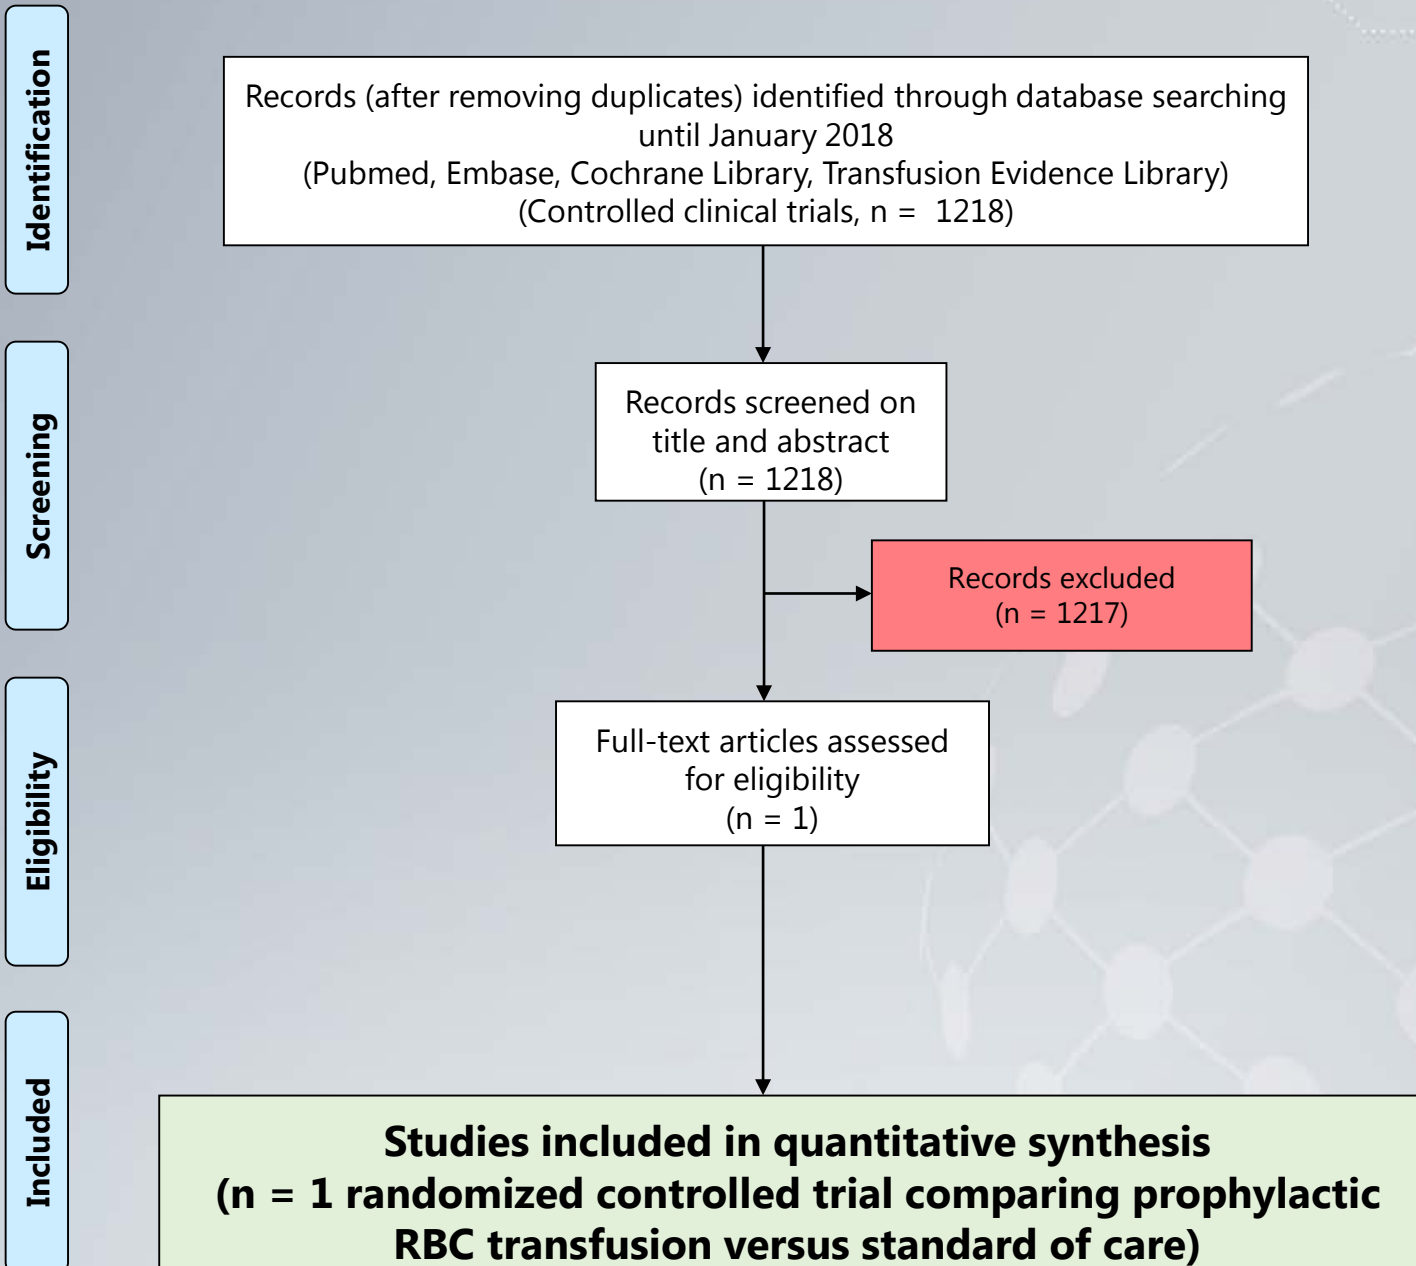 Identification
Records (after removing duplicates) identified through database searching
until January 2018
(Pubmed, Embase, Cochrane Library, Transfusion Evidence Library)
(Controlled clinical trials, n =  1218)
Screening
Records screened on
title and abstract
(n = 1218)
Records excluded
(n = 1217)
Eligibility
Full-text articles assessed
for eligibility
(n = 1)
Included
Studies included in quantitative synthesis
(n = 1 randomized controlled trial comparing prophylactic
RBC transfusion versus standard of care)